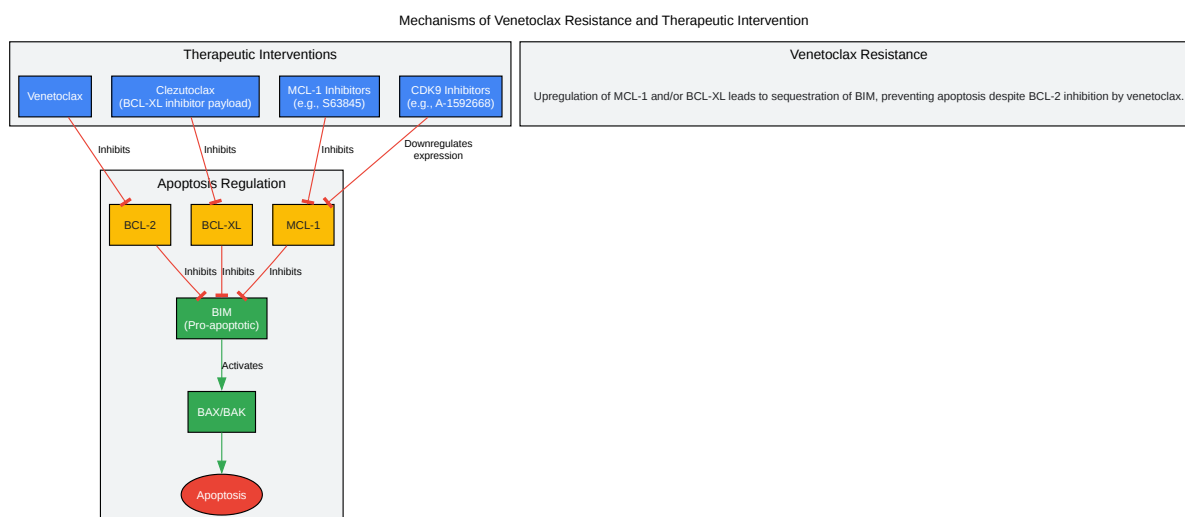 Mechanisms of Venetoclax Resistance and Therapeutic Intervention
Therapeutic Interventions
Venetoclax
Clezutoclax
(BCL-XL inhibitor payload)
MCL-1 Inhibitors
(e.g., S63845)
CDK9 Inhibitors
(e.g., A-1592668)
Venetoclax Resistance
Upregulation of MCL-1 and/or BCL-XL leads to sequestration of BIM, preventing apoptosis despite BCL-2 inhibition by venetoclax.
Inhibits
Inhibits
Inhibits
Downregulates
expression
Apoptosis Regulation
BCL-2
BCL-XL
MCL-1
Inhibits
Inhibits
Inhibits
BIM
(Pro-apoptotic)
Activates
BAX/BAK
Apoptosis